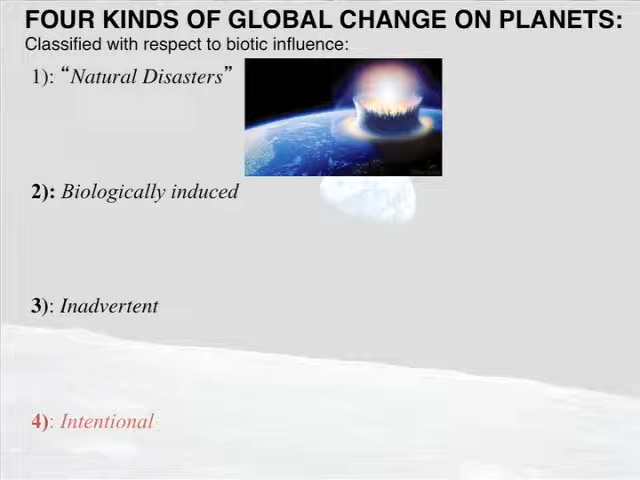 FOUR KINDS OF GLOBAL CHANGE ON PLANETS:
Classified with respect to biotic influence:
1): “Natural Disasters”
2): Biologically induced
3): Inadvertent
4): Intentional